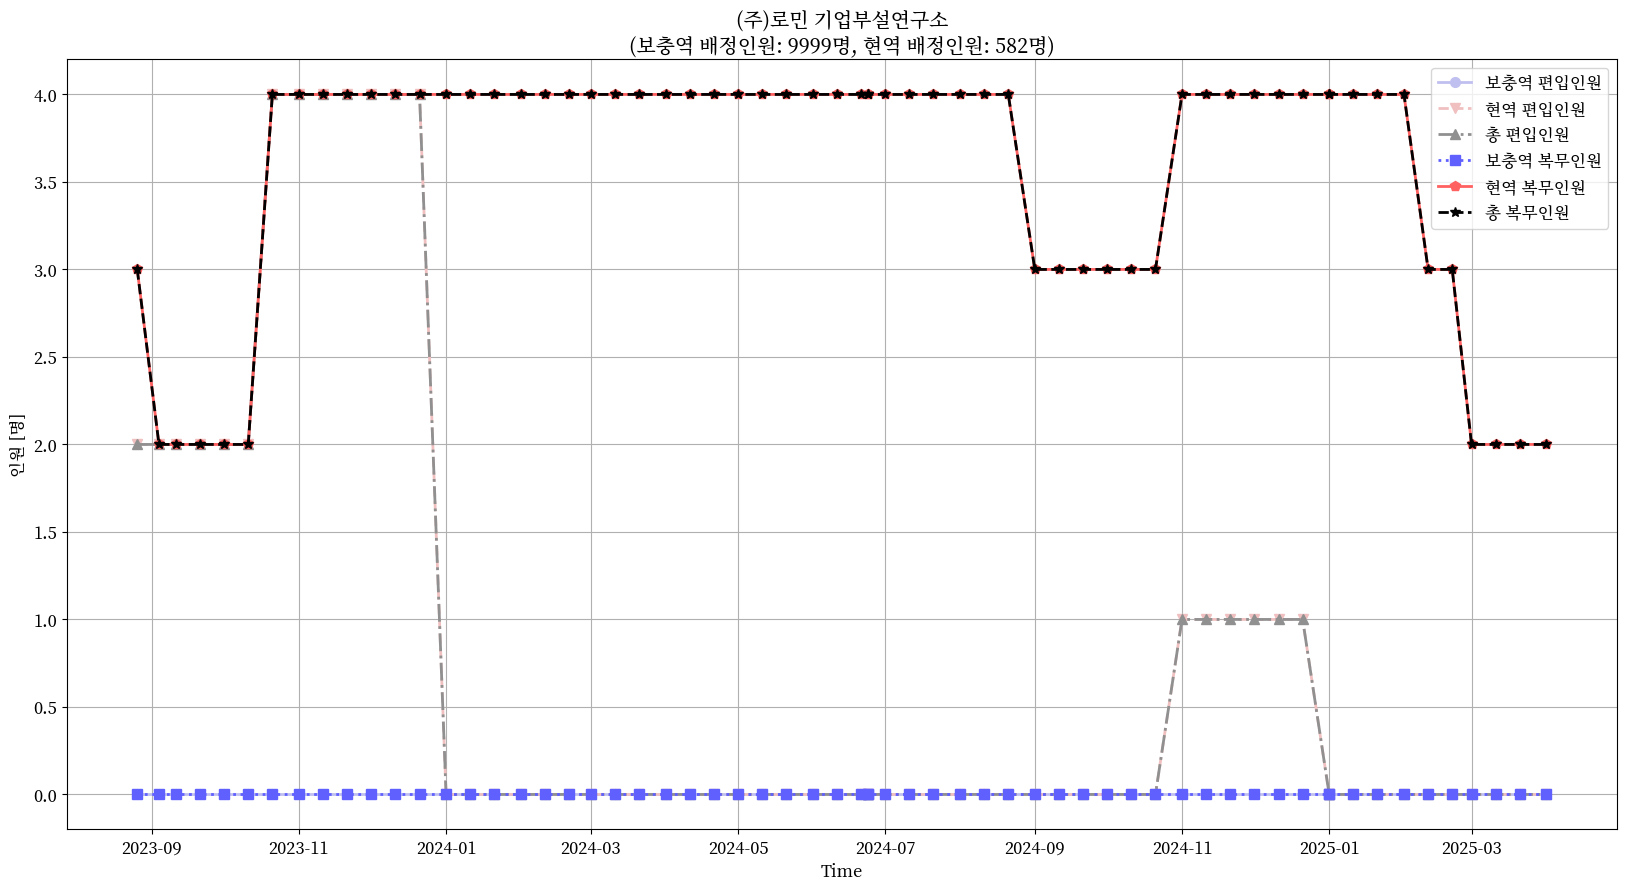 (주)로민 기업부설연구소
(보충역 배정인원: 9999명, 현역 배정인원: 582명)
4.0
3.5
3.0
2.5
2.0
1.5
1.0
0.5
0.0
인원 [명]
보충역 편입인원
현역 편입인원
총 편입인원
보충역 복무인원
현역 복무인원
총 복무인원
2023-09 2023-11 2024-01 2024-03 2024-05 2024-07 2024-09 2024-11 2025-01 2025-03
Time